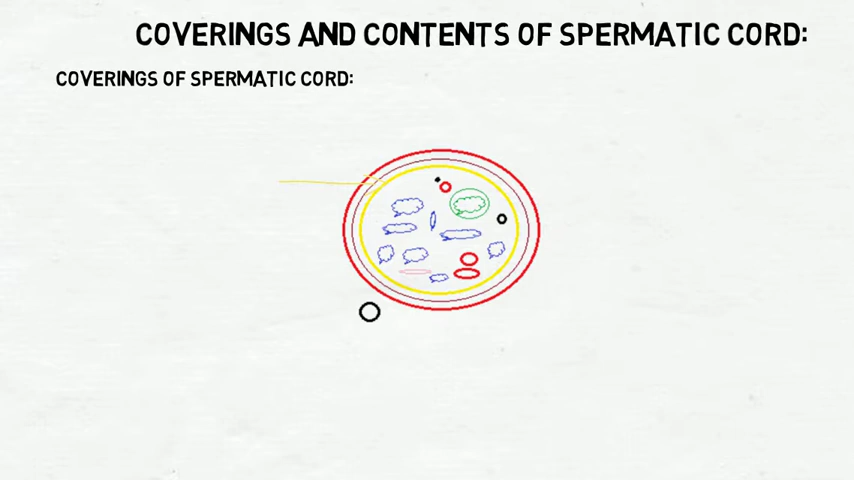 COVERINGS AND CONTENTS OF SPERMATIC CORD:
COVERINGS OF SPERMATIC CORD: